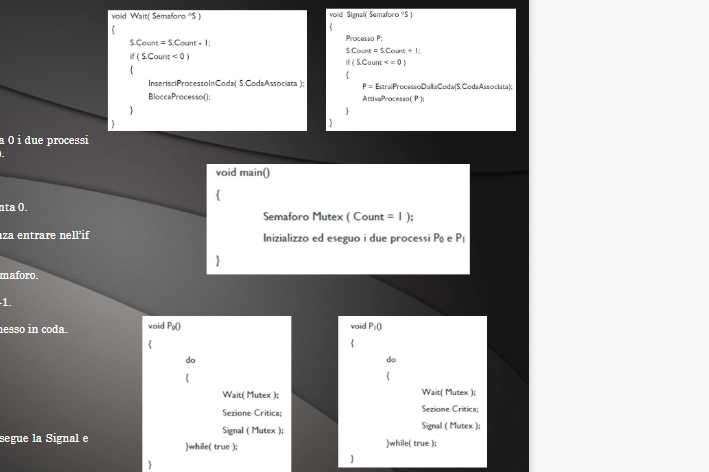 void Wait( Semaforo *S )
{
S.Count = S.Count - 1;
if ( S.Count < 0 )
{
InserisciProcessoInCoda( S.CodaAssociata );
BloccaProcesso();
}
}
void Signal( Semaforo *S )
{
Processo P;
S.Count = S.Count + 1;
if ( S.Count < = 0 )
{
P = EstraiProcessoDallaCoda(S.CodaAssociata);
AttivaProcesso( P );
}
}
a 0 i due processi
).
nta 0.
nza entrare nell'if
maforo.
-1.
nesso in coda.
segue la Signal e
void main()
{
Semaforo Mutex ( Count = 1 );
Inizializzo ed eseguo i due processi P0 e P1
}
void P0()
{
do
{
Wait( Mutex );
Sezione Critica;
Signal ( Mutex );
}while( true );
}
void P1()
{
do
{
Wait( Mutex );
Sezione Critica;
Signal ( Mutex );
}while( true );
}